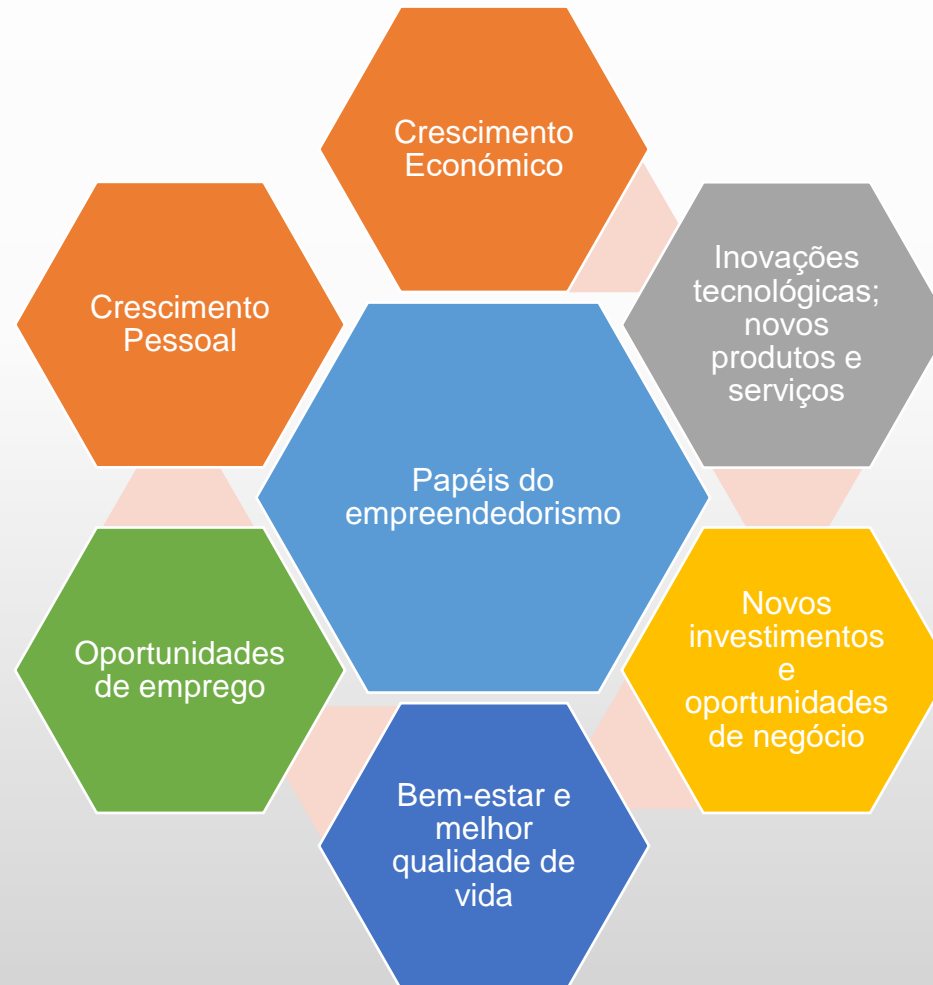 Crescimento
Económico
Inovações
tecnológicas;
novos
produtos e
serviços
Crescimento
Pessoal
Papéis do
empreendedorismo
Novos
investimentos
e
oportunidades
de negócio
Oportunidades
de emprego
Bem-estar e
melhor
qualidade de
vida